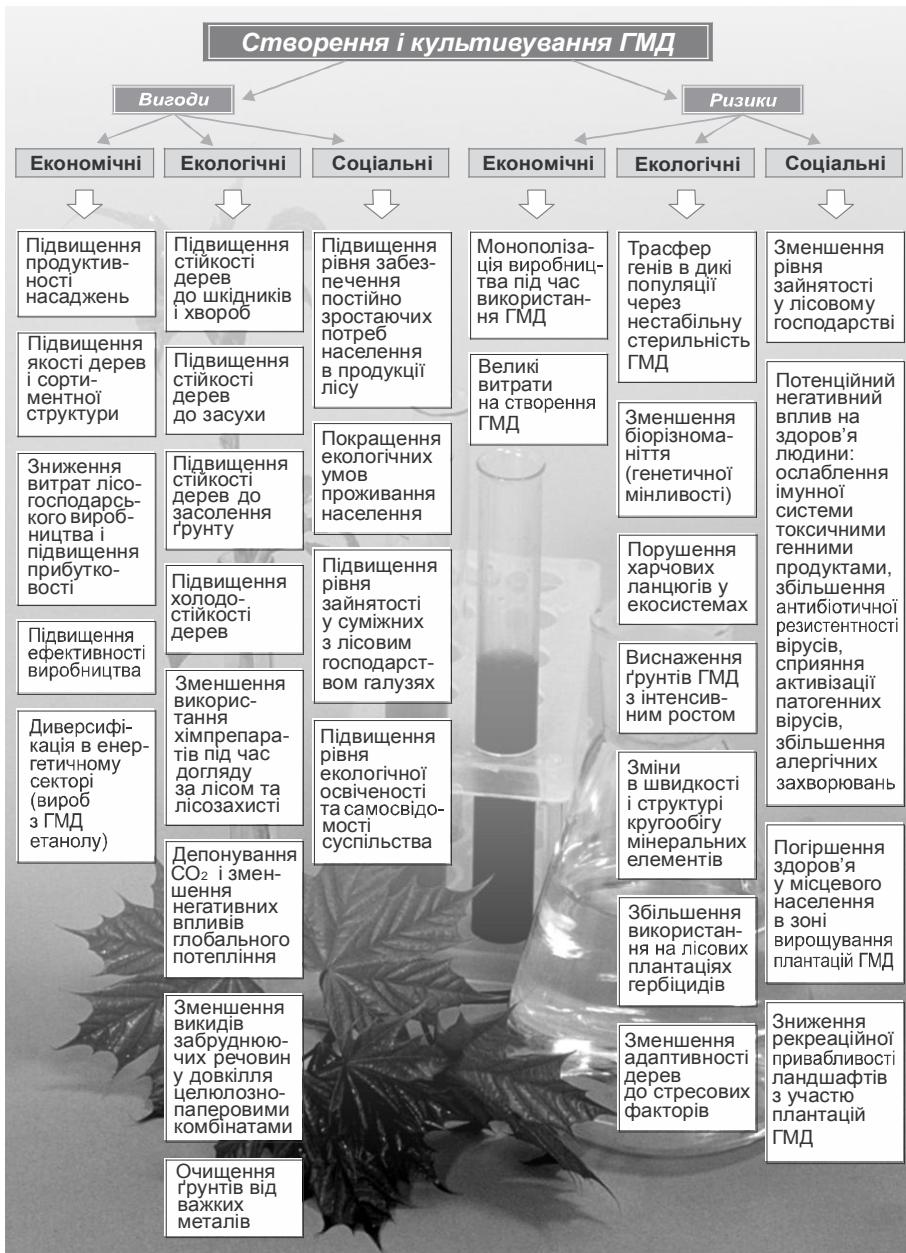 Створення і культивування ГМД
Вигоди
Ризики
Економічні
Екологічні
Соціальні
Економічні
Екологічні
Соціальні
Підвищення
продуктив-
ності
насаджень
Підвищення
якості дерев
і сорти-
ментної
структури
Зниження
витрат лісо-
господарсь-
кого вироб-
ництва і
підвищення
прибутко-
вості
Підвищення
ефективності
виробництва
Диверсифі-
кація в енер-
гетичному
секторі
(вироб
з ГМД
етанолу)
Підвищення
стійкості
дерев
до шкідників
і хвороб
Підвищення
стійкості
дерев
до засухи
Підвищення
стійкості
дерев до
засолення
ґрунту
Підвищення
холодо-
стійкості
дерев
Зменшення
викорис-
тання
хімпрепара-
тів під час
догляду
за лісом та
лісозахисті
Депонування
CO₂ і змен-
шення
негативних
впливів
глобального
потепління
Зменшення
викидів
забруднюю-
чих речовин
у довкілля
целюлозно-
паперовими
комбінатами
Очищення
ґрунтів від
важких
металів
Підвищення
рівня забез-
печення
постійно
зростаючих
потреб
населення
в продукції
лісу
Покращення
екологічних
умов
проживання
населення
Підвищення
рівня
зайнятості
у суміжних
з лісовим
господарст-
вом галузях
Підвищення
рівня
екологічної
освіченості
та самосвідо-
мості
суспільства
Монополіза-
ція виробниц-
тва під час
використан-
ня ГМД
Великі
витрати
на створення
ГМД
Трасфер
генів в дикі
популяції
через
нестабільну
стерильність
ГМД
Зменшення
біорізнома-
ніття
(генетичної
мінливості)
Порушення
харчових
ланцюгів у
екосистемах
Виснаження
ґрунтів ГМД
з інтенсив-
ним ростом
Зміни
в швидкості
і структурі
кругообігу
мінеральних
елементів
Збільшення
використан-
ня на лісових
плантаціях
гербіцидів
Зменшення
адаптивності
дерев
до стресових
факторів
Зменшення
рівня
зайнятості
у лісовому
господарстві
Потенційний
негативний
вплив на
здоров’я
людини:
ослаблення
імунної
системи
токсичними
генними
продуктами,
збільшення
антибіотичної
резистентності
вірусів,
сприяння
активізації
патогенних
вірусів,
збільшення
алергічних
захворювань
Погіршення
здоров’я
у місцевого
населення
в зоні
вирощування
плантацій ГМД
Зниження
рекреаційної
привабливості
ландшафтів
з участю
плантацій
ГМД